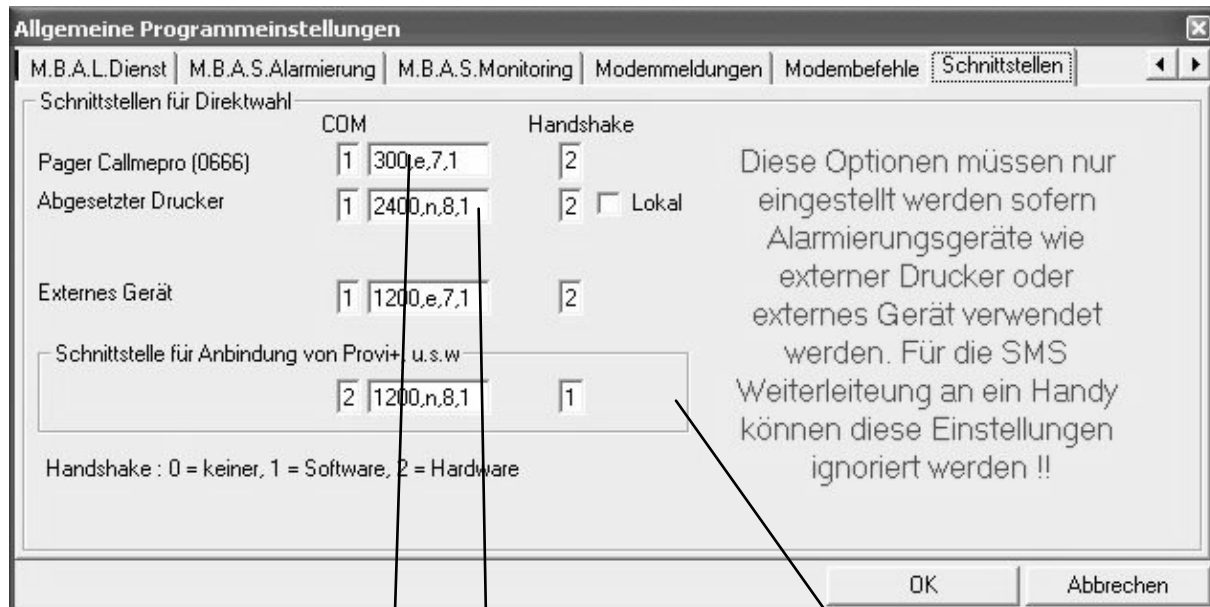 Allgemeine Programmeinstellungen
M.B.A.L.Dienst M.B.A.S.Alarmierung M.B.A.S.Monitoring Modemmeldungen Modembefehle Schnittstellen
Schnittstellen für Direktwahl
COM Handshake
Pager Callmepro (0666) 1 300,e,7,1 2
Abgesetzter Drucker 1 2400,n,8,1 2 Lokal
Externes Gerät 1 1200,e,7,1 2
Schnittstelle für Anbindung von Provi+, u.s.w
2 1200,n,8,1 1
Handshake : 0 = keiner, 1 = Software, 2 = Hardware
Diese Optionen müssen nur
eingestellt werden sofern
Alarmierungsgeräte wie
externer Drucker oder
externes Gerät verwendet
werden. Für die SMS
Weiterleiteung an ein Handy
können diese Einstellungen
ignoriert werden !!
OK Abbrechen